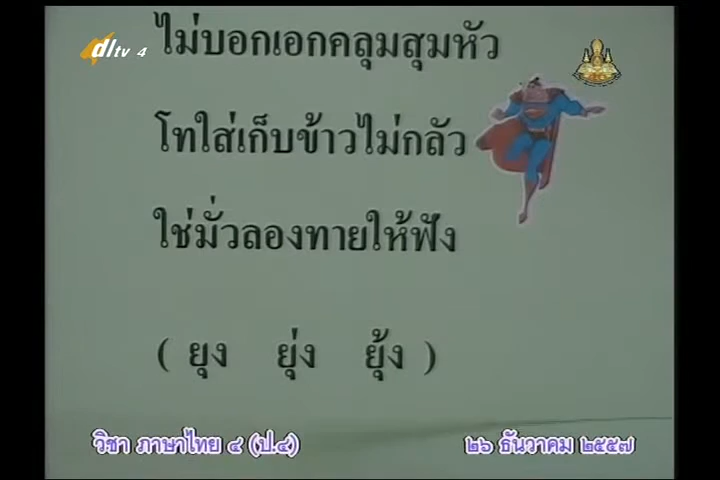 dltv 4
ไม่บอกเอกคลุมสุมหัว
โทใส่เก็บข้าวไม่กลัว
ใช่มั่วลองทายให้ฟัง
( ยุง ยุ่ง ยุ้ง )
วิชา ภาษาไทย ๔ (ป.๔)
๒๖ ธันวาคม ๒๕๕๗